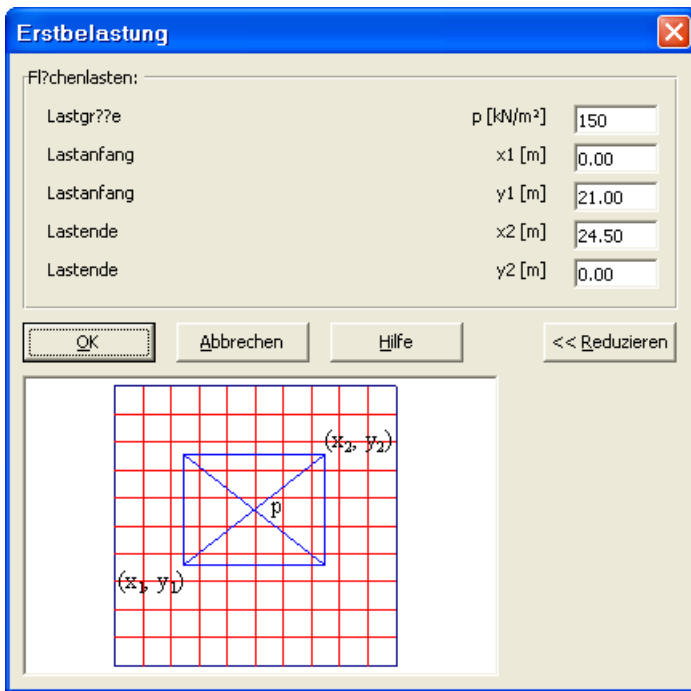 Erstbelastung
Fl?chenlasten:
Lastgr??e p [kN/m²] 150
Lastanfang x1 [m] 0.00
Lastanfang y1 [m] 21.00
Lastende x2 [m] 24.50
Lastende y2 [m] 0.00
OK Abbrechen Hilfe << Reduzieren
(x₂, y₂)
p
(x₁, y₁)